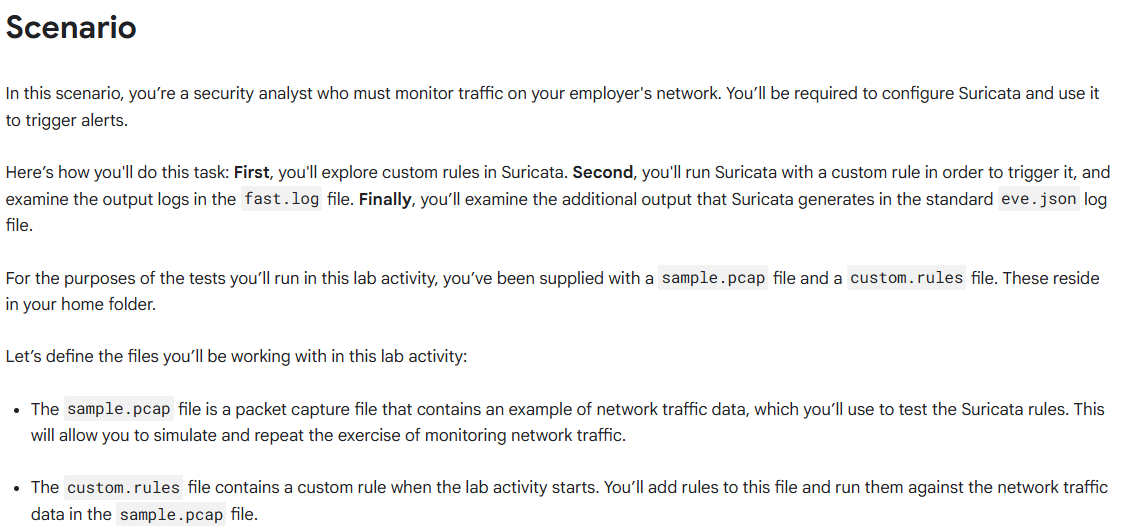 Scenario
In this scenario, you’re a security analyst who must monitor traffic on your employer's network. You’ll be required to configure Suricata and use it
to trigger alerts.
Here’s how you'll do this task: First, you'll explore custom rules in Suricata. Second, you'll run Suricata with a custom rule in order to trigger it, and
examine the output logs in the fast.log file. Finally, you’ll examine the additional output that Suricata generates in the standard eve.json log
file.
For the purposes of the tests you’ll run in this lab activity, you’ve been supplied with a sample.pcap file and a custom.rules file. These reside
in your home folder.
Let’s define the files you’ll be working with in this lab activity:
• The sample.pcap file is a packet capture file that contains an example of network traffic data, which you’ll use to test the Suricata rules. This
will allow you to simulate and repeat the exercise of monitoring network traffic.
• The custom.rules file contains a custom rule when the lab activity starts. You’ll add rules to this file and run them against the network traffic
data in the sample.pcap file.